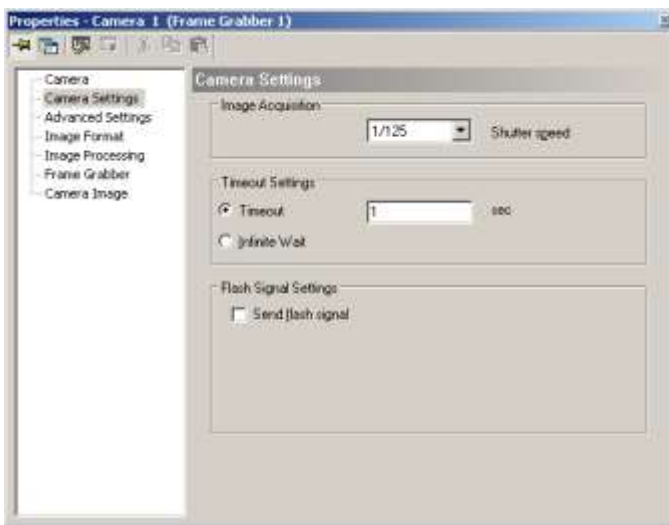 Properties - Camera 1 (Frame Grabber 1)
Camera
Camera Settings
Advanced Settings
Image Format
Image Processing
Frame Grabber
Camera Image
Camera Settings
Image Acquisition
1/125 Shutter speed
Timeout Settings
Timeout 1 sec
Infinite Wait
Flash Signal Settings
Send flash signal